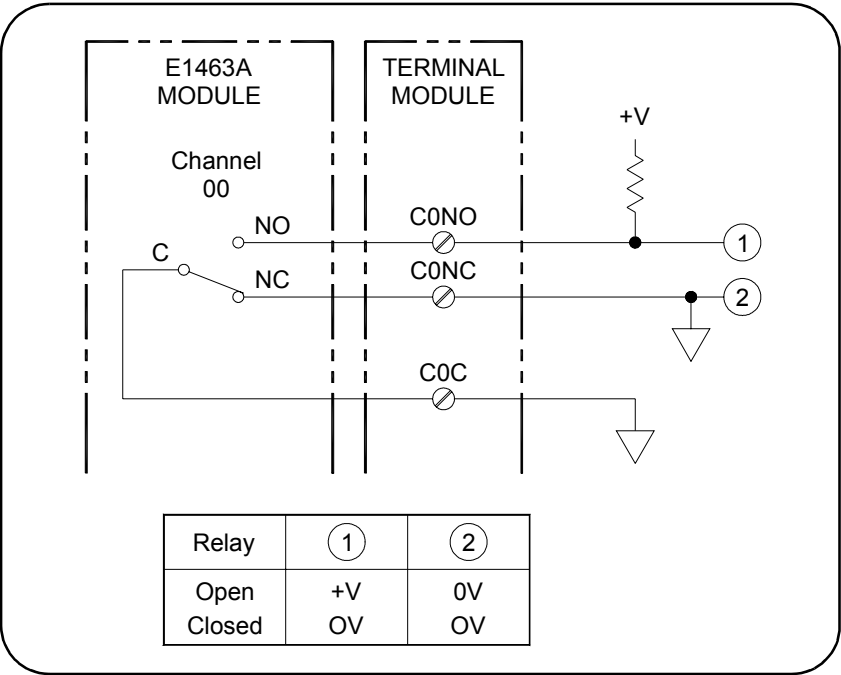 E1463A
MODULE
TERMINAL
MODULE
+V
Channel
00
NO
C0NO
1
C
NC
C0NC
2
C0C
Relay 1 2
Open +V 0V
Closed OV OV